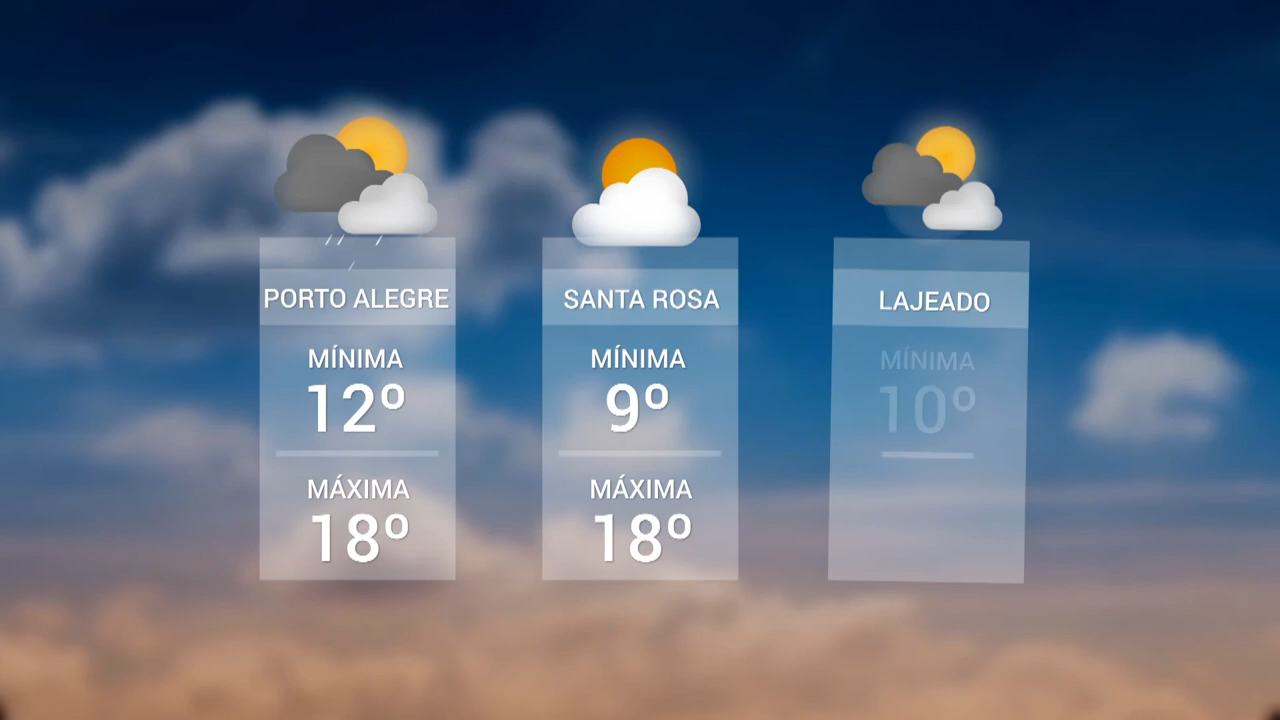 PORTO ALEGRE
MÍNIMA
12º
MÁXIMA
18º
SANTA ROSA
MÍNIMA
9º
MÁXIMA
18º
LAJEADO
MÍNIMA
10º